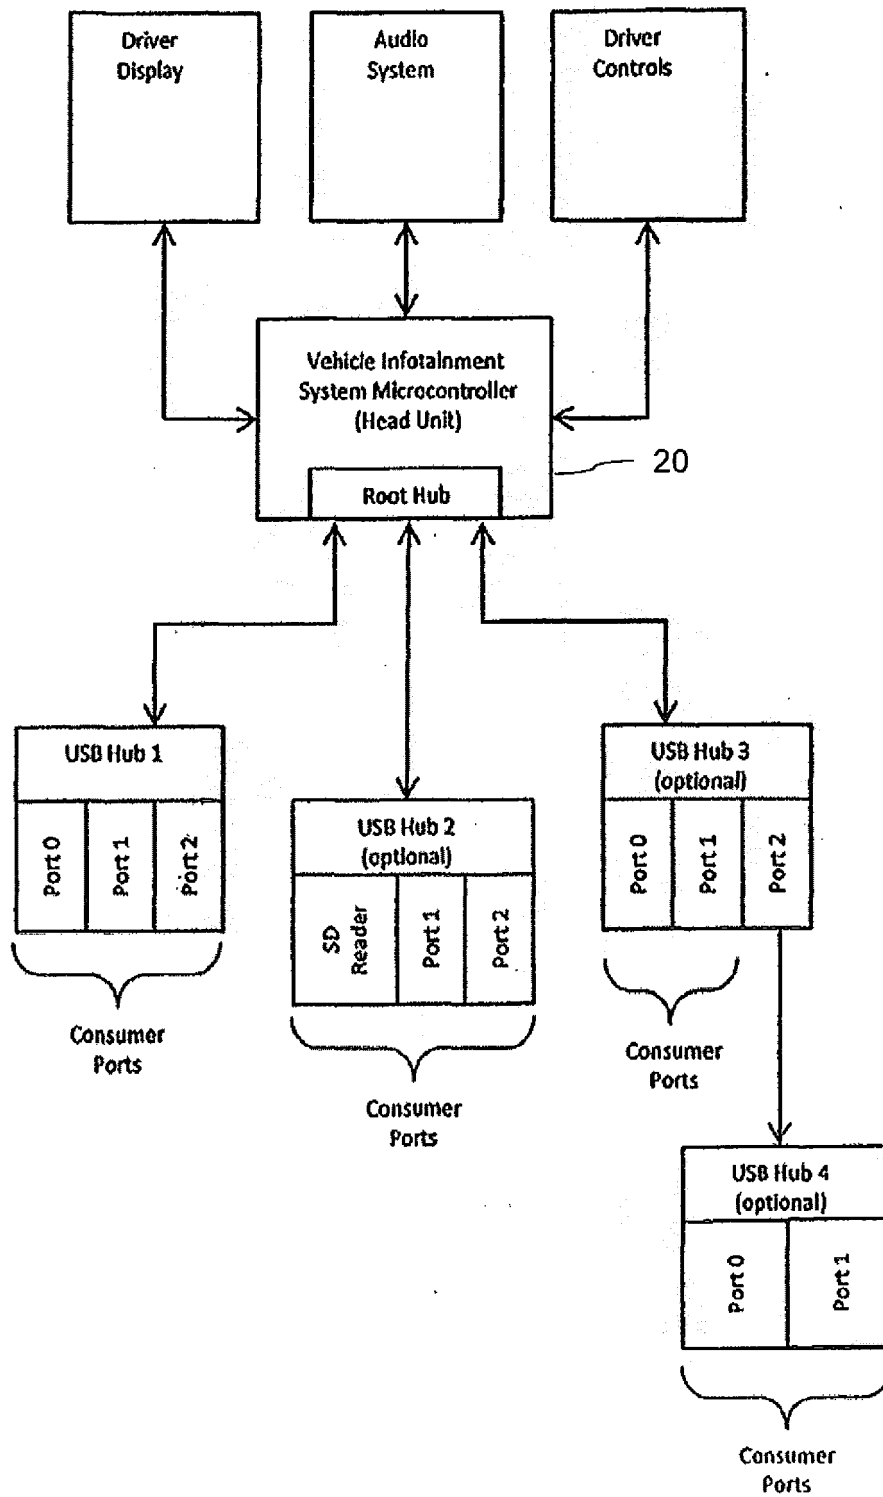 Driver
Display
Audio
System
Driver
Controls
Vehicle Infotainment
System Microcontroller
(Head Unit)
20
Root Hub
USB Hub 1
Port 0
Port 1
Port 2
Consumer
Ports
USB Hub 2
(optional)
SD
Reader
Port 1
Port 2
Consumer
Ports
USB Hub 3
(optional)
Port 0
Port 1
Port 2
Consumer
Ports
USB Hub 4
(optional)
Port 0
Port 1
Consumer
Ports